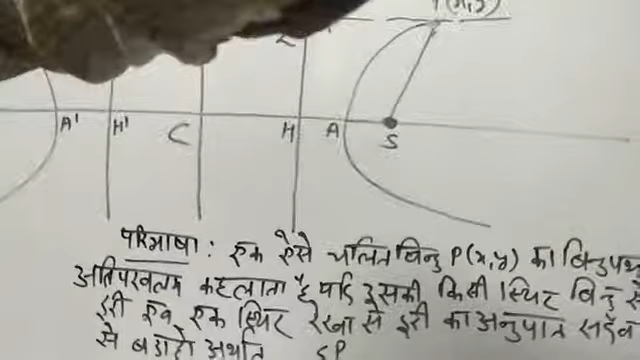 P(x,y)
Z
A' H' C H A S
परिभाषा : एक ऐसे चलित बिन्दु P(x,y) का बिन्दुपथ
अतिपरवलय कहलाता है यदि उसकी किसी स्थिर बिन्दु से
दूरी एवं एक स्थिर रेखा से दूरी का अनुपात सदैव
से बड़ा हो अर्थात SP